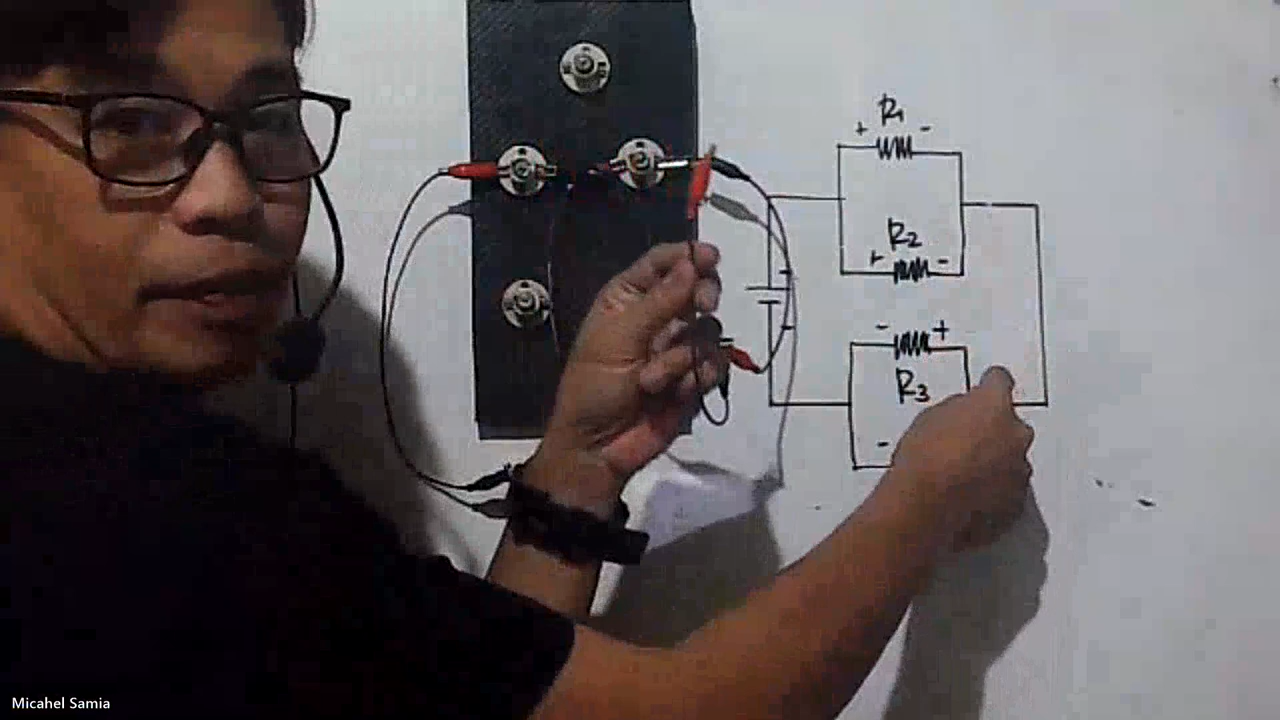 R1
+ -
R2
+ -
- +
R3
-
Micahel Samia